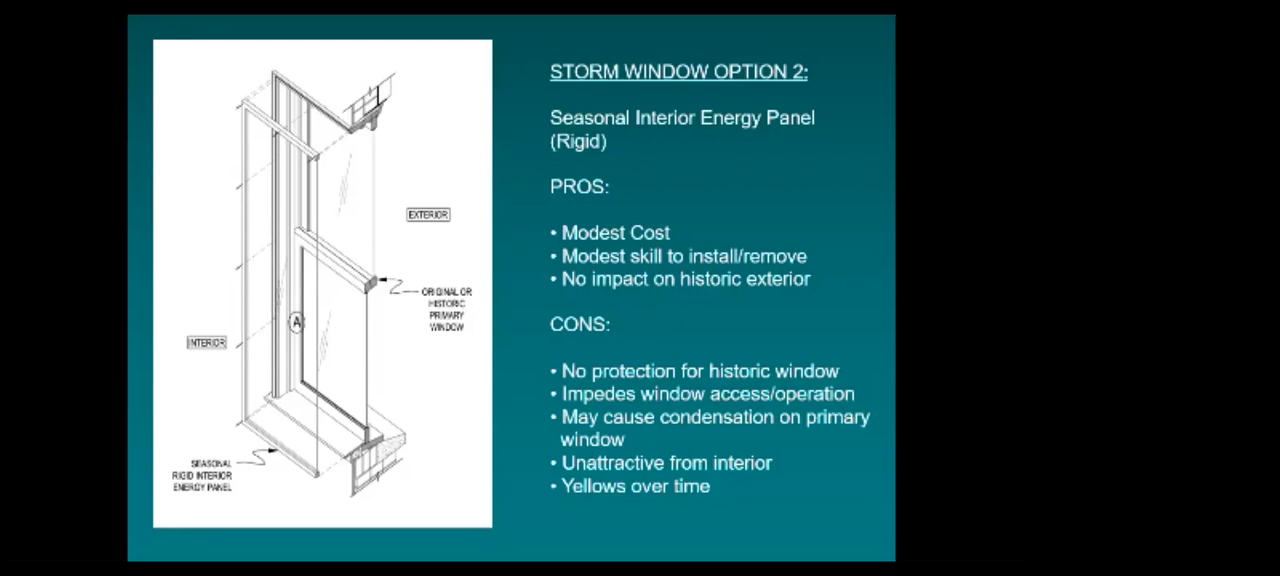 STORM WINDOW OPTION 2:
Seasonal Interior Energy Panel
(Rigid)
PROS:
• Modest Cost
• Modest skill to install/remove
• No impact on historic exterior
CONS:
• No protection for historic window
• Impedes window access/operation
• May cause condensation on primary
window
• Unattractive from interior
• Yellows over time
EXTERIOR
ORIGINAL OR
HISTORIC
PRIMARY
WINDOW
A
INTERIOR
SEASONAL
RIGID INTERIOR
ENERGY PANEL